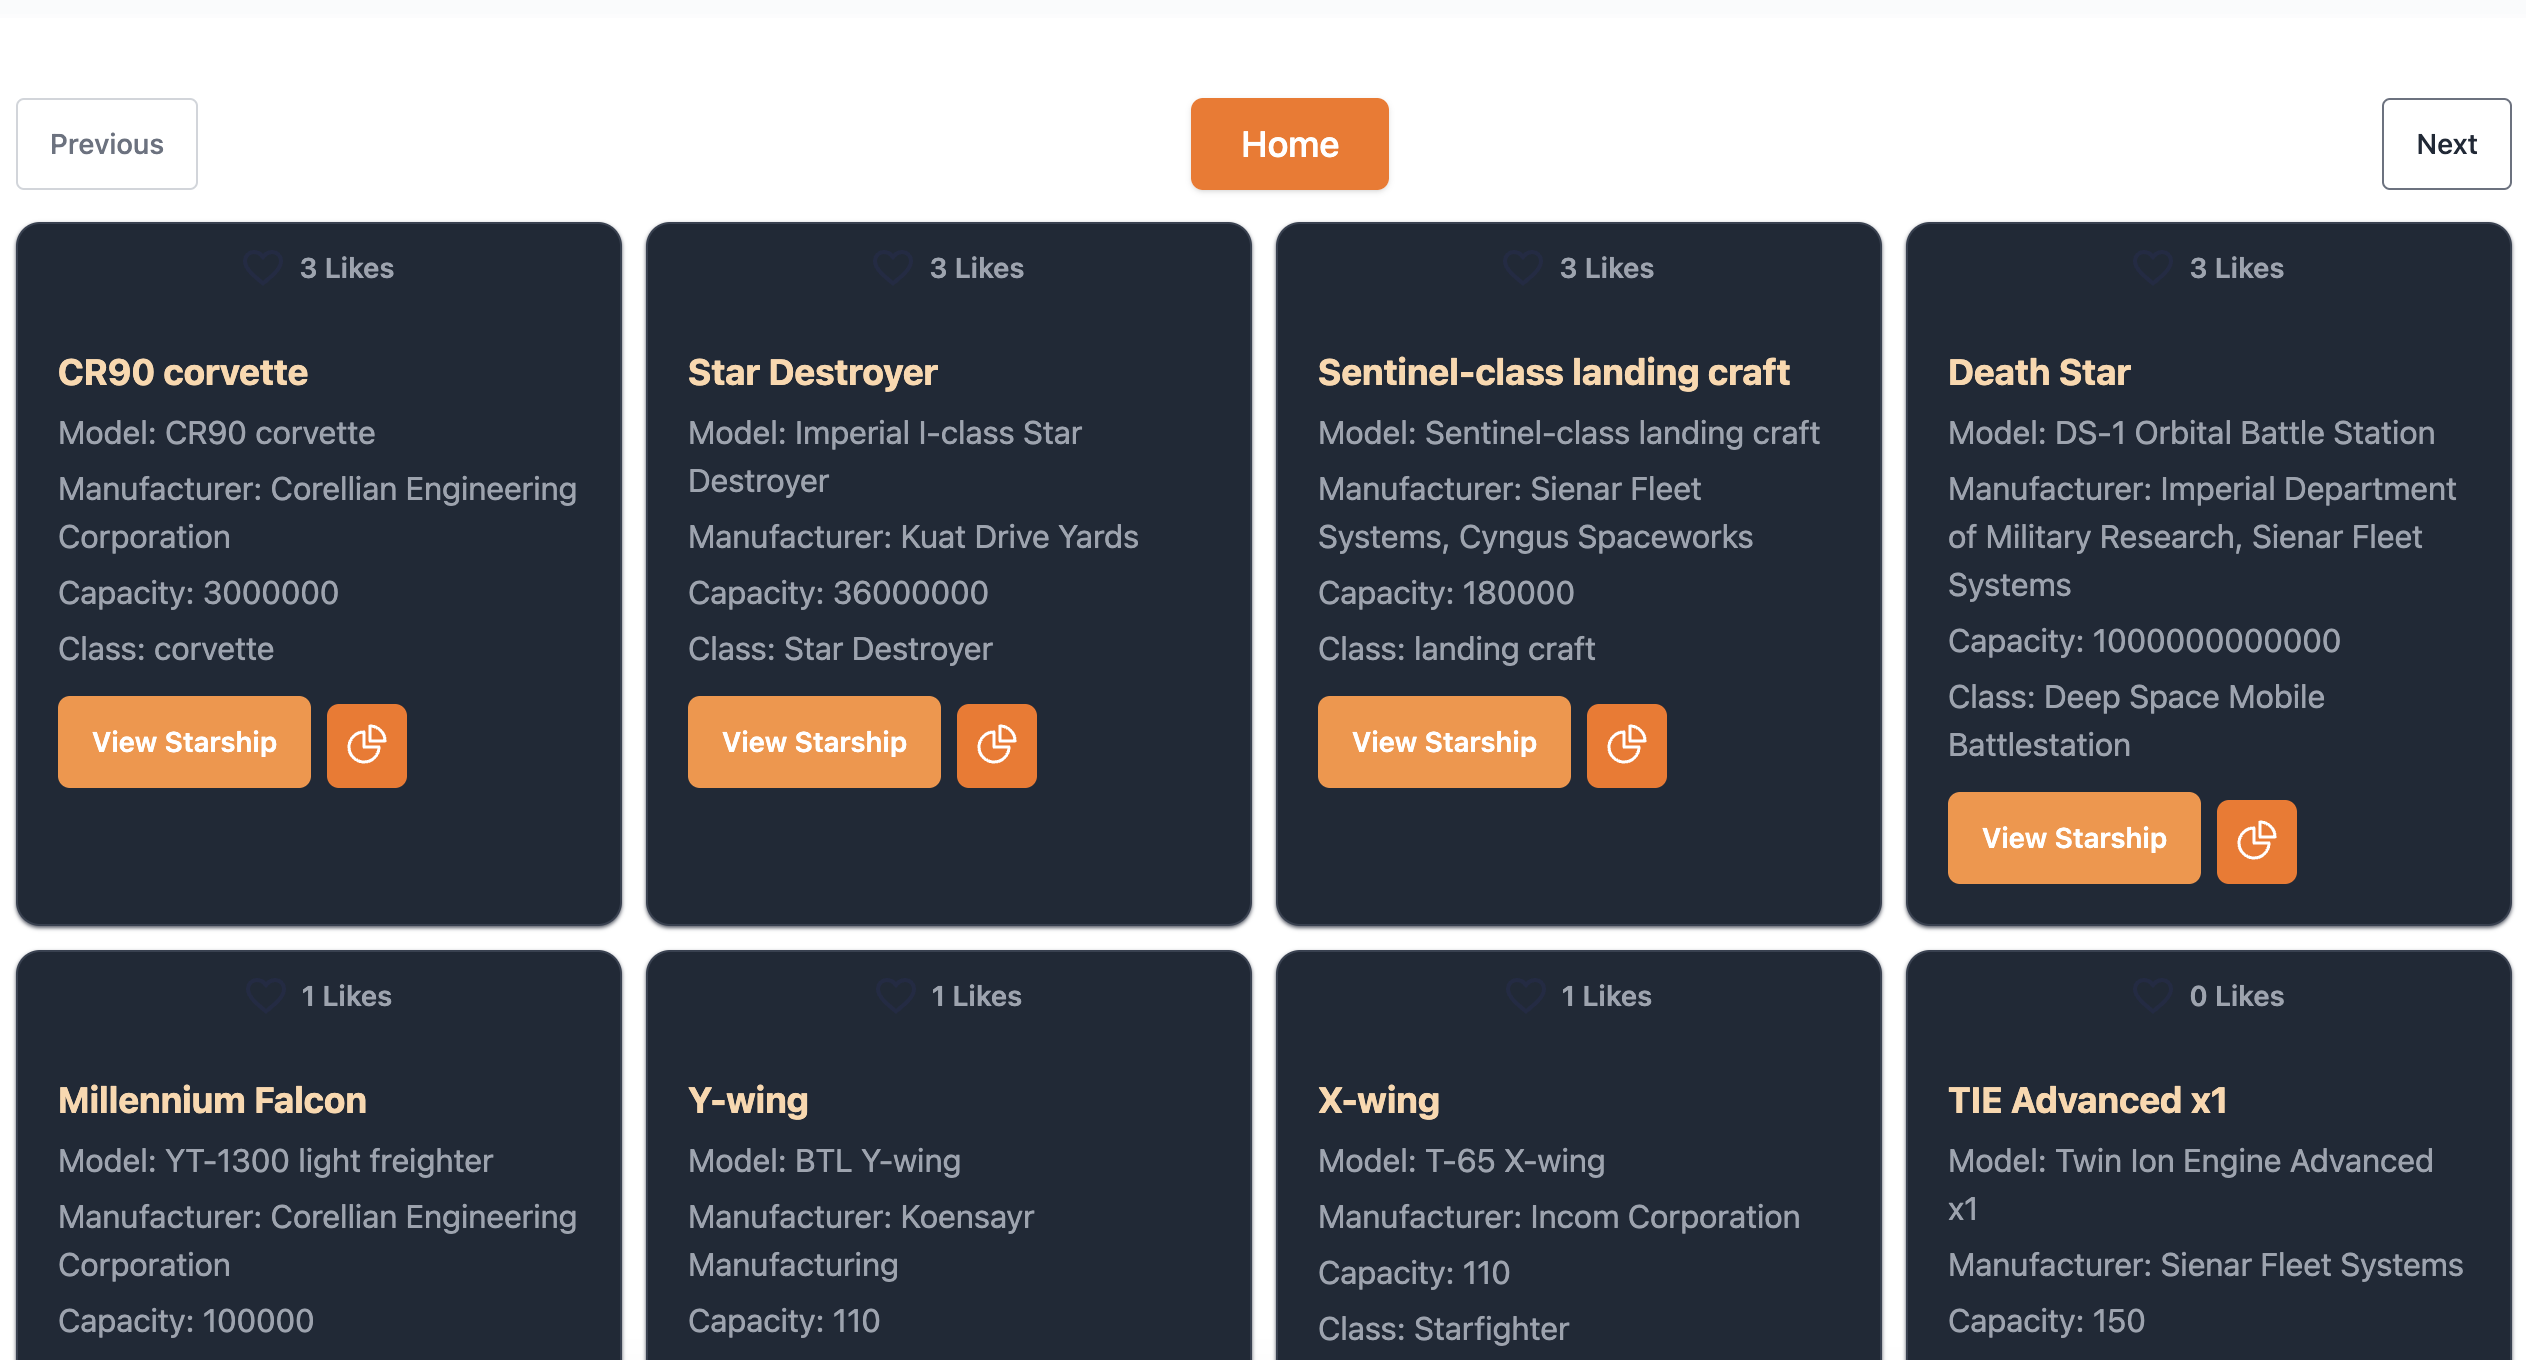 Previous
Home
Next
3 Likes
CR90 corvette
Model: CR90 corvette
Manufacturer: Corellian Engineering
Corporation
Capacity: 3000000
Class: corvette
View Starship
3 Likes
Star Destroyer
Model: Imperial I-class Star
Destroyer
Manufacturer: Kuat Drive Yards
Capacity: 36000000
Class: Star Destroyer
View Starship
3 Likes
Sentinel-class landing craft
Model: Sentinel-class landing craft
Manufacturer: Sienar Fleet
Systems, Cyngus Spaceworks
Capacity: 180000
Class: landing craft
View Starship
3 Likes
Death Star
Model: DS-1 Orbital Battle Station
Manufacturer: Imperial Department
of Military Research, Sienar Fleet
Systems
Capacity: 1000000000000
Class: Deep Space Mobile
Battlestation
View Starship
1 Likes
Millennium Falcon
Model: YT-1300 light freighter
Manufacturer: Corellian Engineering
Corporation
Capacity: 100000
1 Likes
Y-wing
Model: BTL Y-wing
Manufacturer: Koensayr
Manufacturing
Capacity: 110
1 Likes
X-wing
Model: T-65 X-wing
Manufacturer: Incom Corporation
Capacity: 110
Class: Starfighter
0 Likes
TIE Advanced x1
Model: Twin Ion Engine Advanced
x1
Manufacturer: Sienar Fleet Systems
Capacity: 150